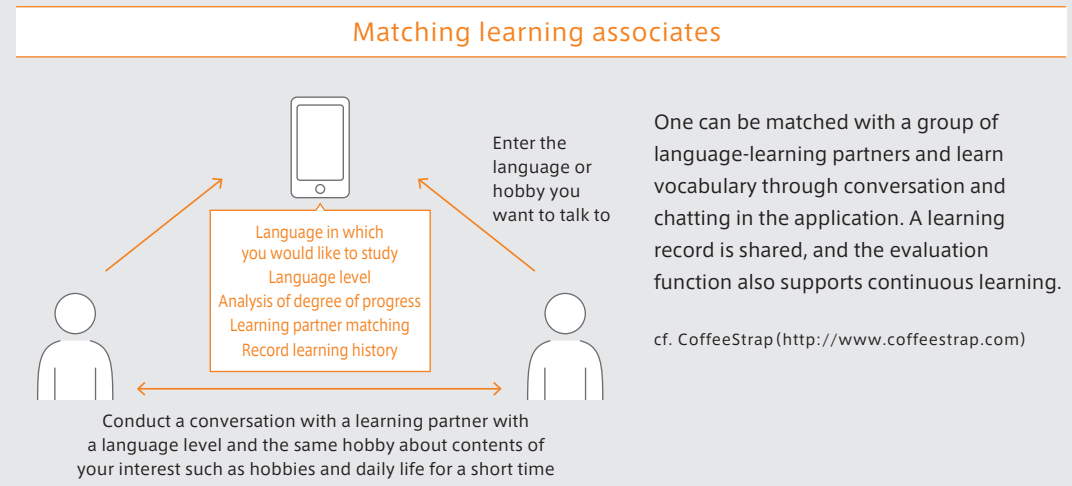 Matching learning associates
Enter the
language or
hobby you
want to talk to
Language in which
you would like to study
Language level
Analysis of degree of progress
Learning partner matching
Record learning history
Conduct a conversation with a learning partner with
a language level and the same hobby about contents of
your interest such as hobbies and daily life for a short time
One can be matched with a group of
language-learning partners and learn
vocabulary through conversation and
chatting in the application. A learning
record is shared, and the evaluation
function also supports continuous learning.
cf. CoffeeStrap (http://www.coffeestrap.com)